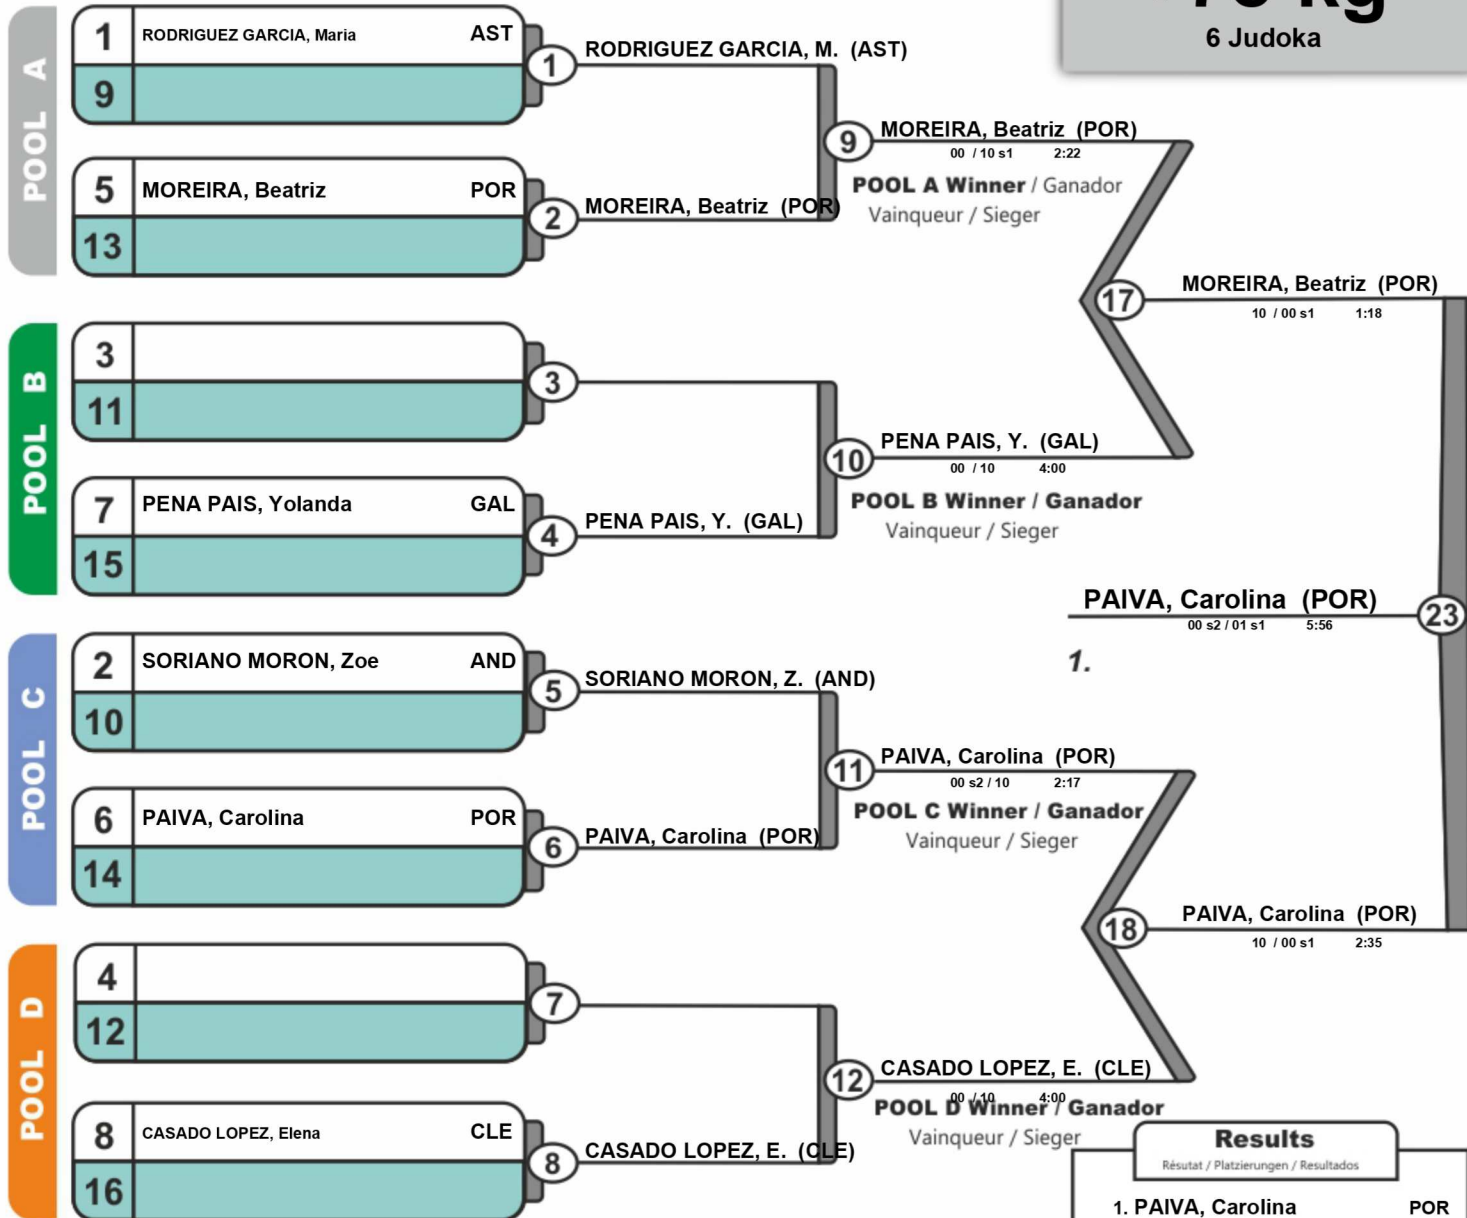 kg
6 Judoka
POOL A
1 RODRIGUEZ GARCIA, Maria AST
9
5 MOREIRA, Beatriz POR
13
1 RODRIGUEZ GARCIA, M. (AST)
2 MOREIRA, Beatriz (POR)
9 MOREIRA, Beatriz (POR)
00 / 10 s1 2:22
POOL A Winner / Ganador
Vainqueur / Sieger
POOL B
3
11
7 PENA PAIS, Yolanda GAL
15
3
4 PENA PAIS, Y. (GAL)
10 PENA PAIS, Y. (GAL)
00 / 10 4:00
POOL B Winner / Ganador
Vainqueur / Sieger
17 MOREIRA, Beatriz (POR)
10 / 00 s1 1:18
PAIVA, Carolina (POR) 23
00 s2 / 01 s1 5:56
1.
POOL C
2 SORIANO MORON, Zoe AND
10
6 PAIVA, Carolina POR
14
5 SORIANO MORON, Z. (AND)
6 PAIVA, Carolina (POR)
11 PAIVA, Carolina (POR)
00 s2 / 10 2:17
POOL C Winner / Ganador
Vainqueur / Sieger
18 PAIVA, Carolina (POR)
10 / 00 s1 2:35
POOL D
4
12
8 CASADO LOPEZ, Elena CLE
16
7
8 CASADO LOPEZ, E. (CLE)
12 CASADO LOPEZ, E. (CLE)
00 / 10 4:00
POOL D Winner / Ganador
Vainqueur / Sieger
Results
Résutat / Platzierungen / Resultados
1. PAIVA, Carolina POR